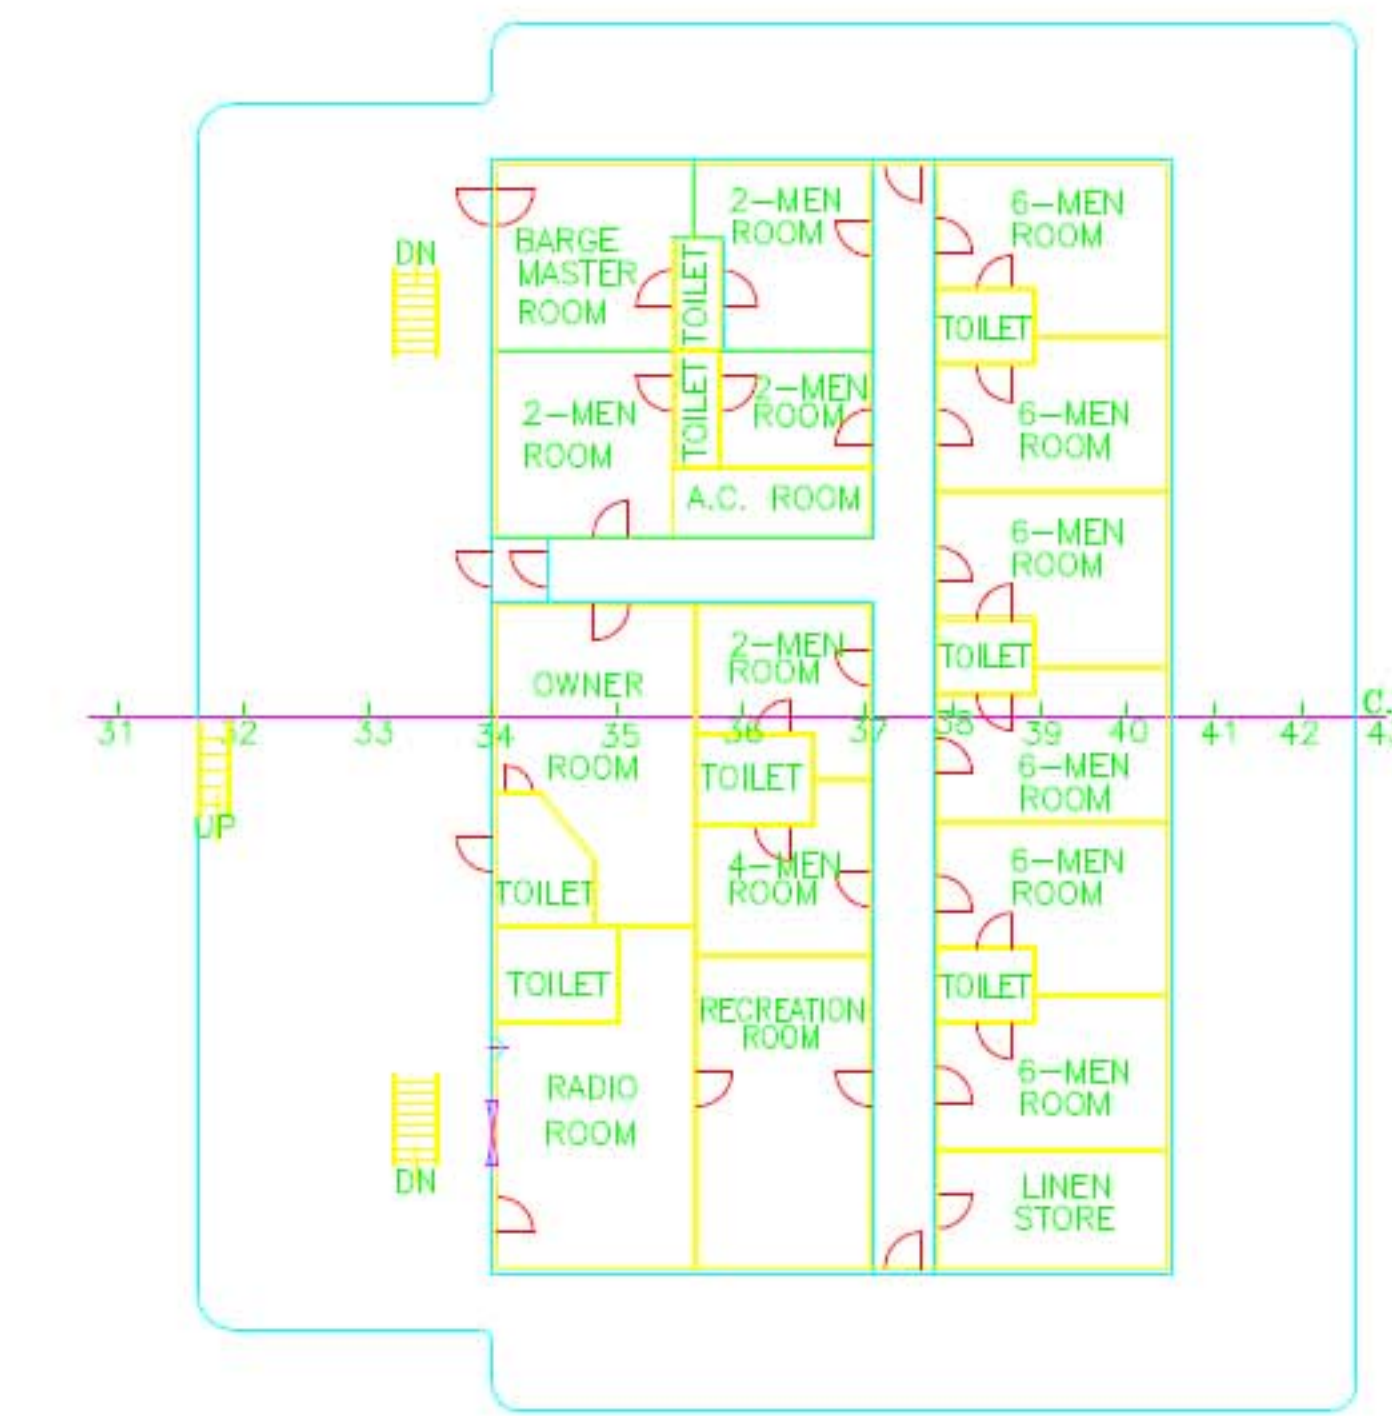 DN
BARGE
MASTER
ROOM
TOILET
2-MEN
ROOM
6-MEN
ROOM
TOILET
2-MEN
ROOM
TOILET
2-MEN
ROOM
6-MEN
ROOM
A.C. ROOM
6-MEN
ROOM
OWNER
ROOM
2-MEN
ROOM
TOILET
31 32 33 34 35 36 37 38 39 40 41 42
C.
UP
TOILET
6-MEN
ROOM
TOILET
4-MEN
ROOM
6-MEN
ROOM
TOILET
RECREATION
ROOM
TOILET
DN
RADIO
ROOM
6-MEN
ROOM
LINEN
STORE